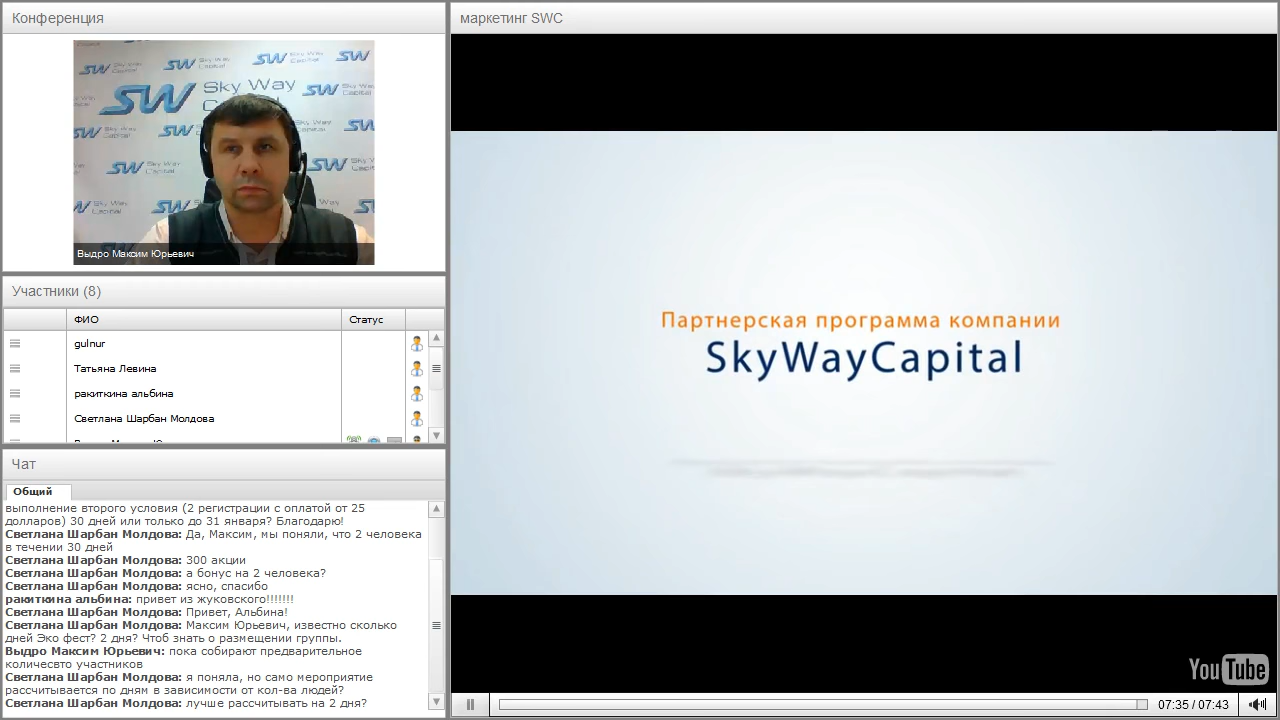 Конференция
SW
Sky Way
Capital
Выдро Максим Юрьевич
Участники (8)
ФИО
Статус
gulnur
Татьяна Левина
ракиткина альбина
Светлана Шарбан Молдова
Чат
Общий
выполнение второго условия (2 регистрации с оплатой от 25
долларов) 30 дней или только до 31 января? Благодарю!
Светлана Шарбан Молдова: Да, Максим, мы поняли, что 2 человека
в течении 30 дней
Светлана Шарбан Молдова: 300 акции
Светлана Шарбан Молдова: а бонус на 2 человека?
Светлана Шарбан Молдова: ясно, спасибо
ракиткина альбина: привет из жуковского!!!!!!!
Светлана Шарбан Молдова: Привет, Альбина!
Светлана Шарбан Молдова: Максим Юрьевич, известно сколько
дней Эко фест? 2 дня? Чтоб знать о размещении группы.
Выдро Максим Юрьевич: пока собирают предварительное
количесвто участников
Светлана Шарбан Молдова: я поняла, но само мероприятие
рассчитывается по дням в зависимости от кол-ва людей?
Светлана Шарбан Молдова: лучше рассчитывать на 2 дня?
маркетинг SWC
Партнерская программа компании
SkyWayCapital
YouTube
07:35 / 07:43